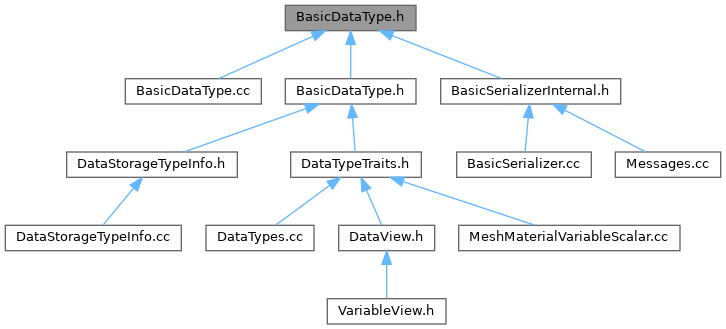 BasicDataType.h
BasicDataType.cc
BasicDataType.h
BasicSerializerInternal.h
DataStorageTypeInfo.h
DataTypeTraits.h
BasicSerializer.cc
Messages.cc
DataStorageTypeInfo.cc
DataTypes.cc
DataView.h
MeshMaterialVariableScalar.cc
VariableView.h